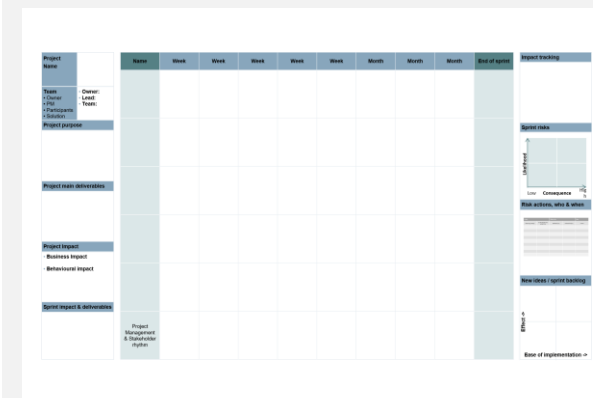 Project
Name
Team
• Owner
• PM
• Participants
• Solution
- Owner:
- Lead:
- Team:
Project purpose
Project main deliverables
Project Impact
- Business Impact
- Behavioural impact
Sprint impact & deliverables
Name Week Week Week Week Week Month Month Month End of sprint
Project
Management
& Stakeholder
rhythm
Impact tracking
Sprint risks
Likelihood
Low Consequence
Risk actions, who & when
New ideas / sprint backlog
Effect ->
Ease of implementation ->